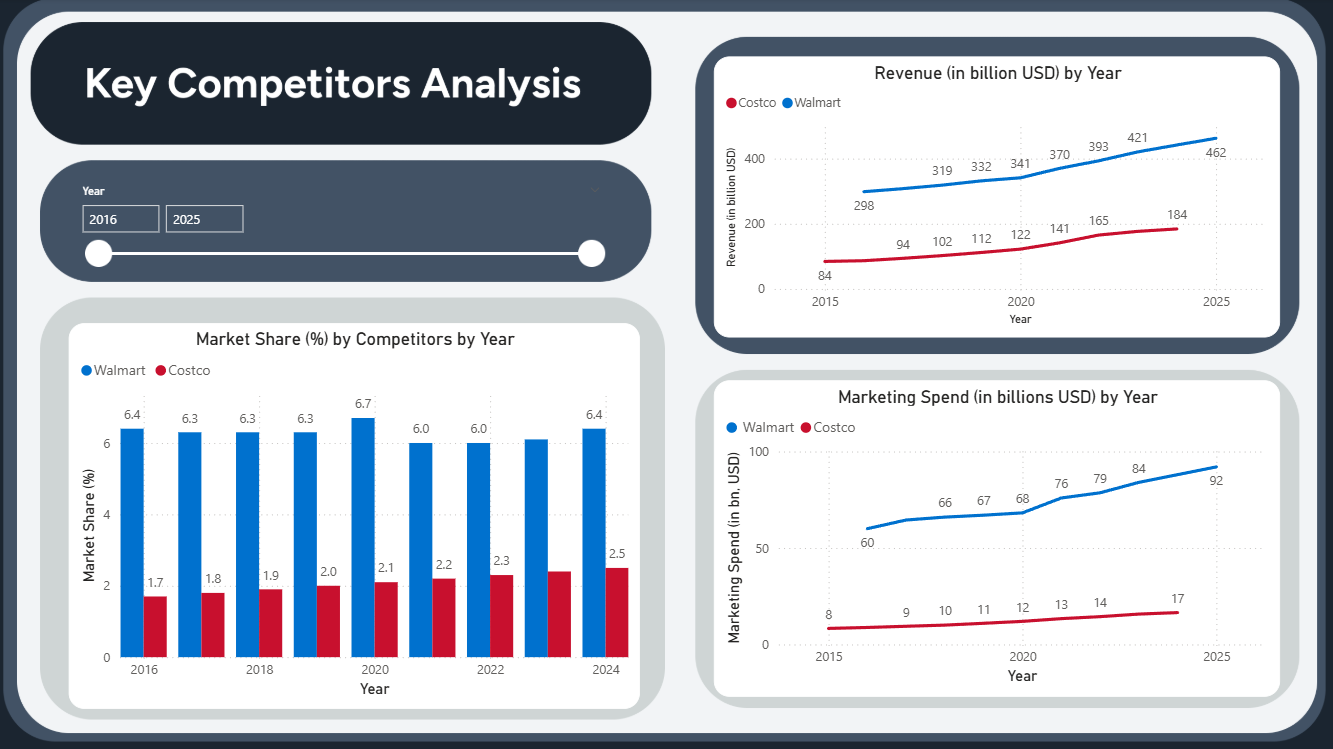 Key Competitors Analysis
Year
2016 2025
Market Share (%) by Competitors by Year
Walmart Costco
Market Share (%)
6.4 6.3 6.3 6.3 6.7 6.0 6.0 6.4
1.7 1.8 1.9 2.0 2.1 2.2 2.3 2.5
6
4
2
0
2016 2018 2020 2022 2024
Year
Revenue (in billion USD) by Year
Costco Walmart
Revenue (in billion USD)
400
200
0
298 319 332 341 370 393 421 462
84 94 102 112 122 141 165 184
2015 2020 2025
Year
Marketing Spend (in billions USD) by Year
Walmart Costco
Marketing Spend (in bn. USD)
100
50
0
60 66 67 68 76 79 84 92
8 9 10 11 12 13 14 17
2015 2020 2025
Year